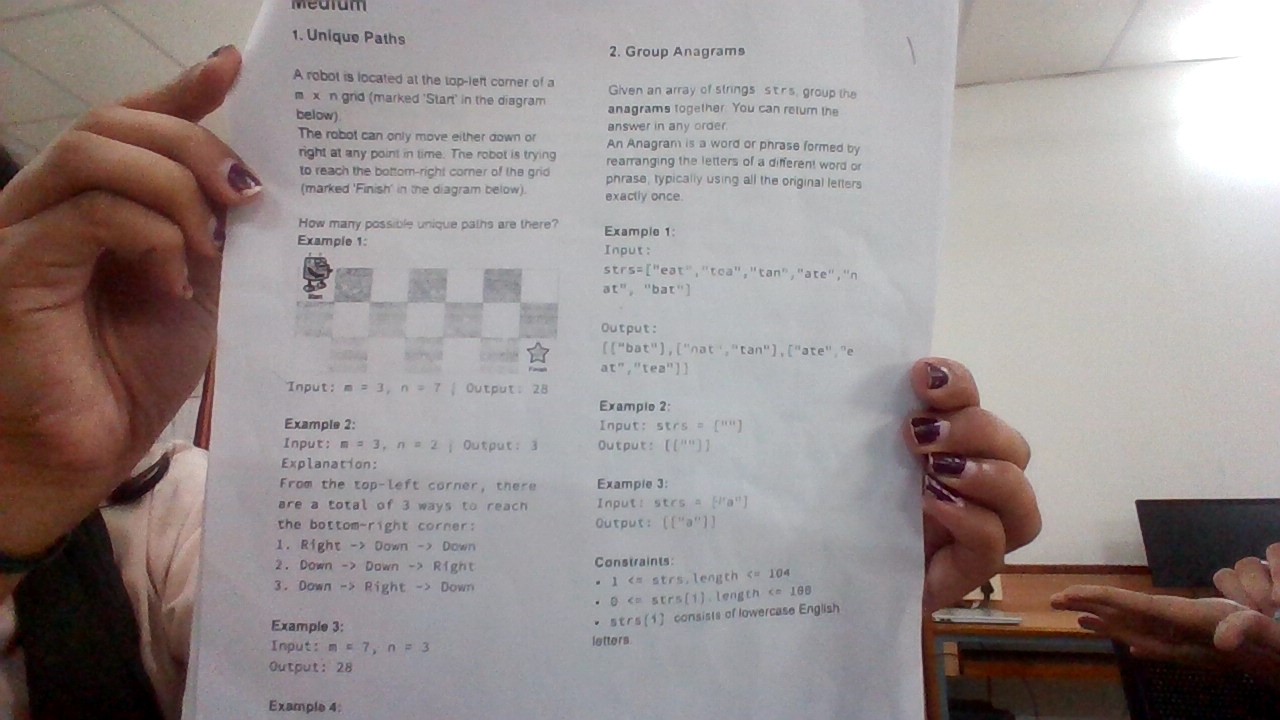 Medium
1. Unique Paths
A robot is located at the top-left corner of a
m x n grid (marked 'Start' in the diagram
below).
The robot can only move either down or
right at any point in time. The robot is trying
to reach the bottom-right corner of the grid
(marked 'Finish' in the diagram below).
How many possible unique paths are there?
Example 1:
Start
Finish
Input: m = 3, n = 7 | Output: 28
Example 2:
Input: m = 3, n = 2 | Output: 3
Explanation:
From the top-left corner, there
are a total of 3 ways to reach
the bottom-right corner:
1. Right -> Down -> Down
2. Down -> Down -> Right
3. Down -> Right -> Down
Example 3:
Input: m = 7, n = 3
Output: 28
Example 4:
2. Group Anagrams
Given an array of strings strs, group the
anagrams together. You can return the
answer in any order.
An Anagram is a word or phrase formed by
rearranging the letters of a different word or
phrase, typically using all the original letters
exactly once.
Example 1:
Input:
strs=["eat","tea","tan","ate","n
at", "bat"]
Output:
[["bat"],["nat","tan"],["ate","e
at","tea"]]
Example 2:
Input: strs = [""]
Output: [[""]]
Example 3:
Input: strs = ["a"]
Output: [["a"]]
Constraints:
• 1 <= strs.length <= 104
• 0 <= strs[i].length <= 100
• strs[i] consists of lowercase English
letters.